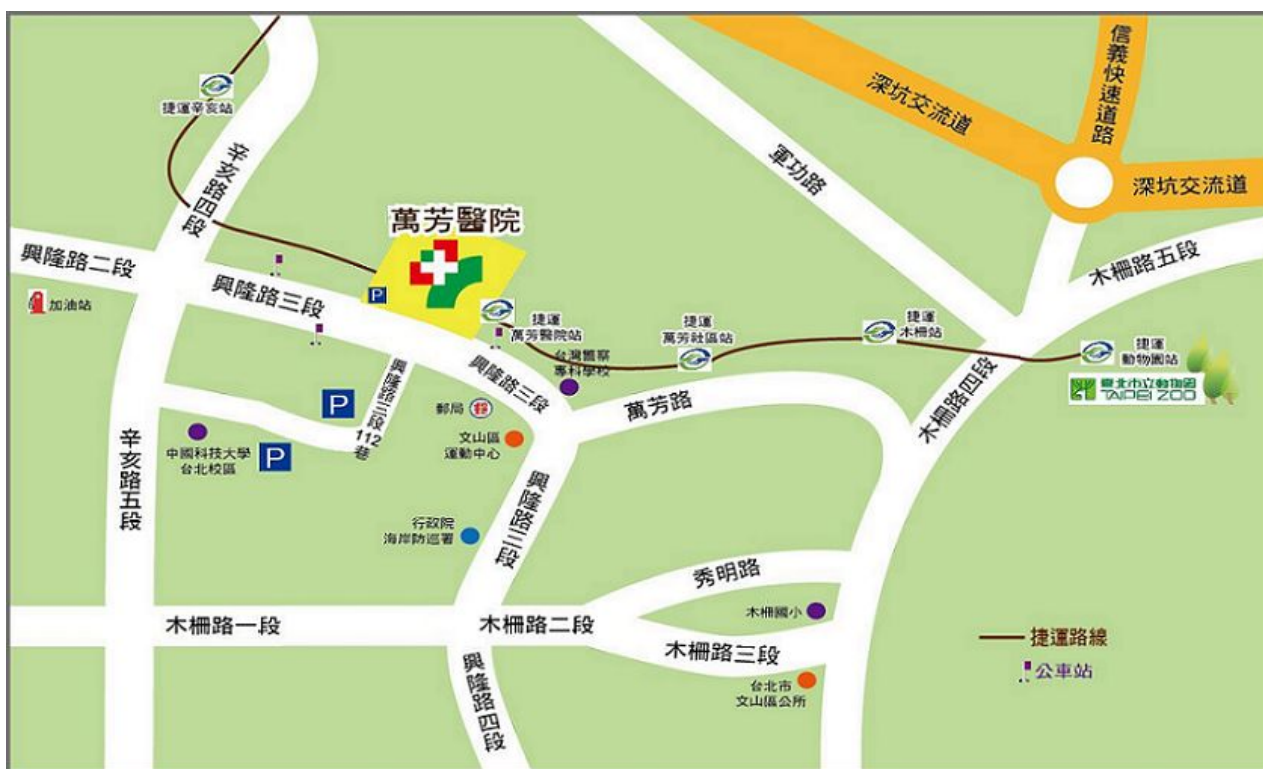 信義快速道路
深坑交流道
捷運辛亥站
軍功路
辛亥路四段
深坑交流道
萬芳醫院
木柵路五段
興隆路二段
加油站
興隆路三段
P
捷運
萬芳醫院站
捷運
萬芳社區站
捷運
木柵站
捷運
動物園站
臺北市立動物園
TAIPEI ZOO
台灣警察
專科學校
興隆路三段
興隆路三段
112
巷
萬芳路
木柵路四段
P
郵局
文山區
運動中心
中國科技大學
台北校區
P
辛亥路五段
興隆路三段
行政院
海岸防巡署
秀明路
木柵國小
木柵路一段
木柵路二段
木柵路三段
捷運路線
公車站
興隆路四段
台北市
文山區公所